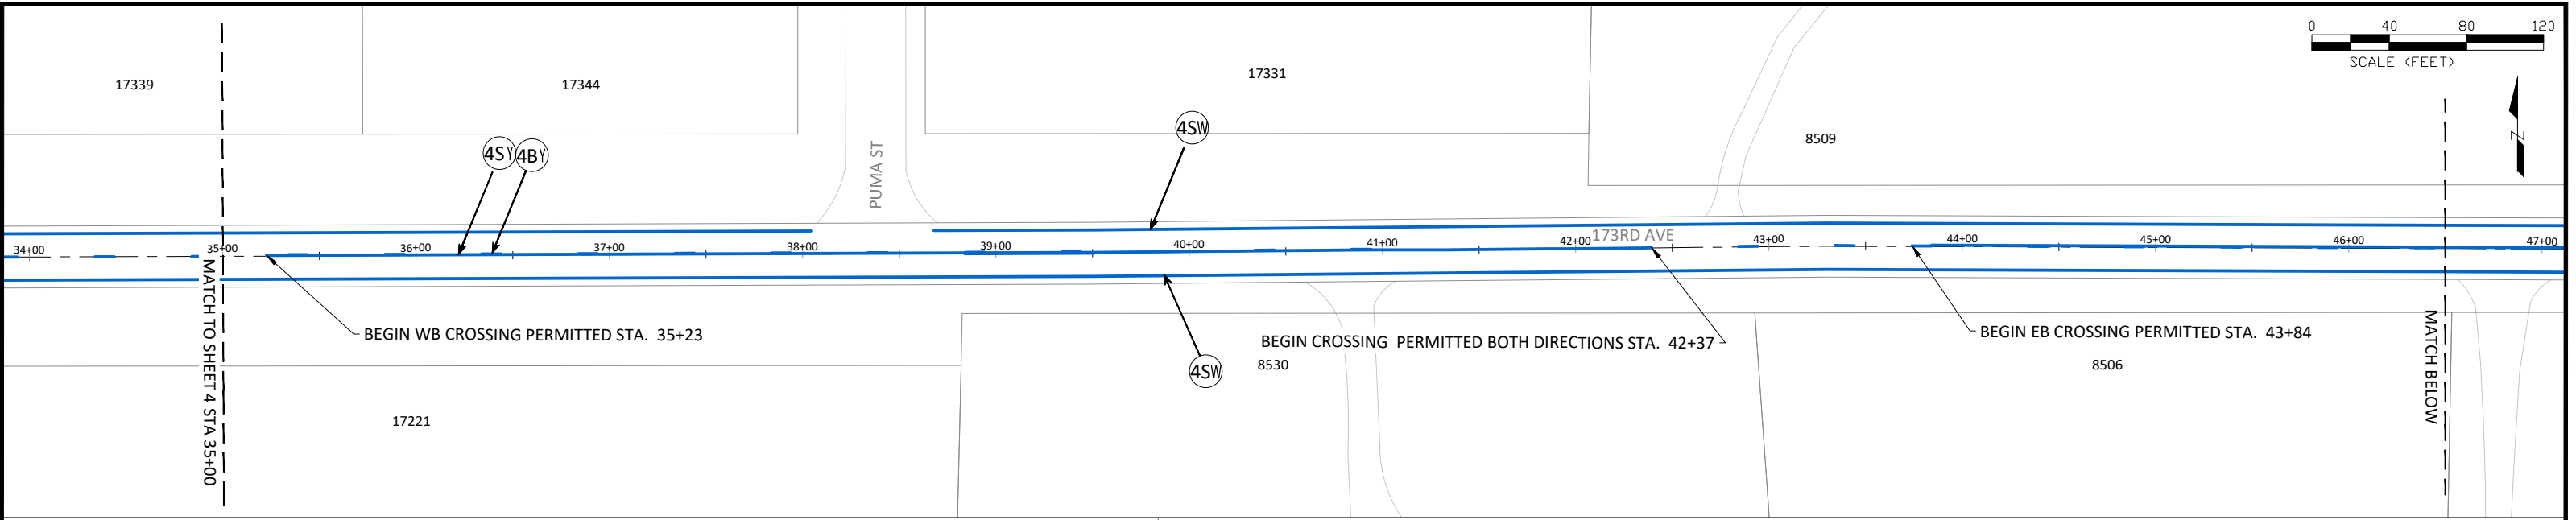 0 40 80 120
SCALE (FEET)
N
17339
17344
17331
8509
4SY
4BY
4SW
PUMA ST
173RD AVE
34+00 35+00 36+00 37+00 38+00 39+00 40+00 41+00 42+00 43+00 44+00 45+00 46+00 47+00
MATCH TO SHEET 4 STA 35+00
BEGIN WB CROSSING PERMITTED STA. 35+23
BEGIN CROSSING PERMITTED BOTH DIRECTIONS STA. 42+37
BEGIN EB CROSSING PERMITTED STA. 43+84
MATCH BELOW
4SW
8530
8506
17221